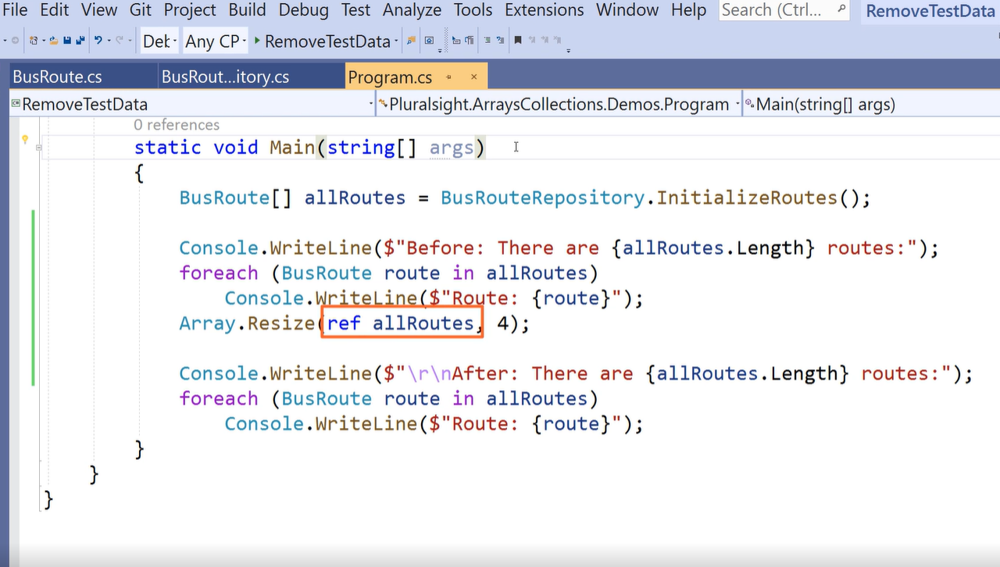 File Edit View Git Project Build Debug Test Analyze Tools Extensions Window Help Search (Ctrl... RemoveTestData
Det Any CP RemoveTestData
BusRoute.cs BusRout...itory.cs Program.cs
RemoveTestData Pluralsight.ArraysCollections.Demos.Program Main(string[] args)
0 references
static void Main(string[] args)
{
BusRoute[] allRoutes = BusRouteRepository.InitializeRoutes();
Console.WriteLine($"Before: There are {allRoutes.Length} routes:");
foreach (BusRoute route in allRoutes)
Console.WriteLine($"Route: {route}");
Array.Resize(ref allRoutes, 4);
Console.WriteLine($"\r\nAfter: There are {allRoutes.Length} routes:");
foreach (BusRoute route in allRoutes)
Console.WriteLine($"Route: {route}");
}
}
}